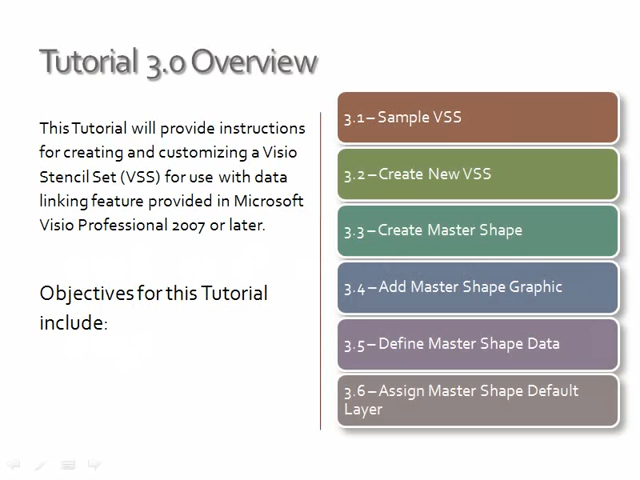 Tutorial 3.0 Overview
This Tutorial will provide instructions
for creating and customizing a Visio
Stencil Set (VSS) for use with data
linking feature provided in Microsoft
Visio Professional 2007 or later.
Objectives for this Tutorial
include:
3.1 – Sample VSS
3.2 – Create New VSS
3.3 – Create Master Shape
3.4 – Add Master Shape Graphic
3.5 – Define Master Shape Data
3.6 – Assign Master Shape Default
Layer